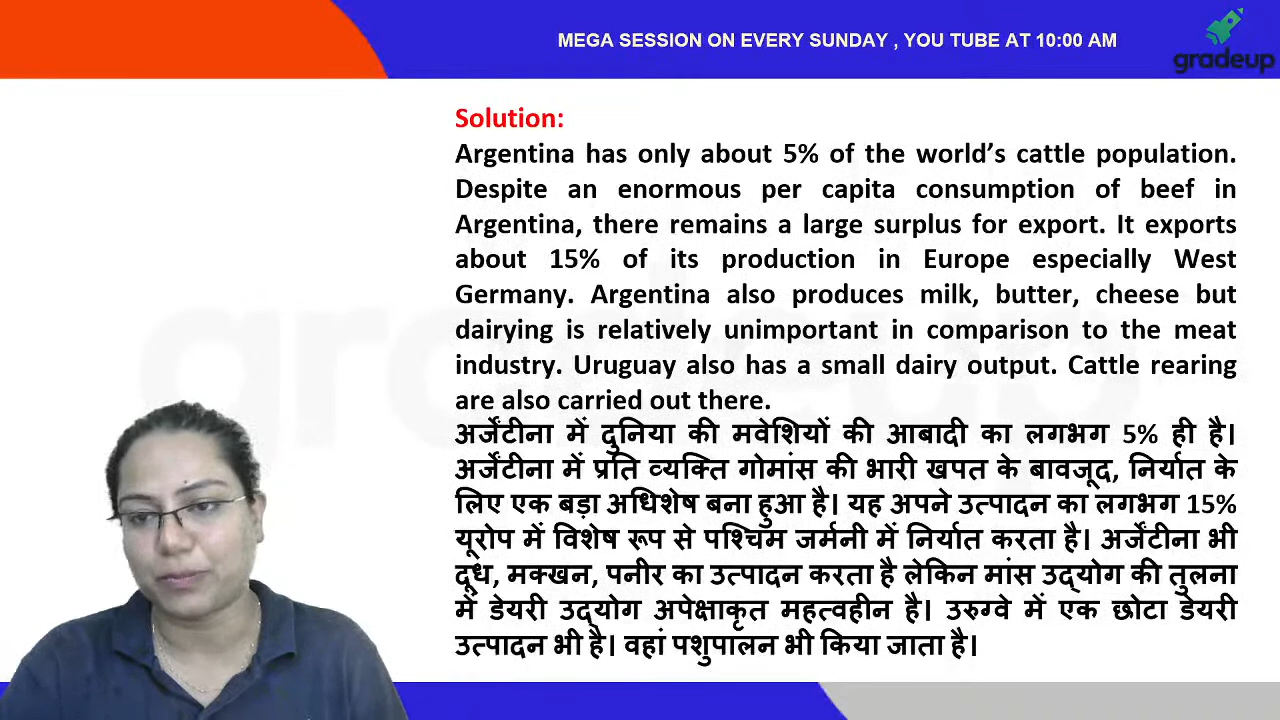 MEGA SESSION ON EVERY SUNDAY , YOU TUBE AT 10:00 AM
gradeup
Solution:
Argentina has only about 5% of the world’s cattle population.
Despite an enormous per capita consumption of beef in
Argentina, there remains a large surplus for export. It exports
about 15% of its production in Europe especially West
Germany. Argentina also produces milk, butter, cheese but
dairying is relatively unimportant in comparison to the meat
industry. Uruguay also has a small dairy output. Cattle rearing
are also carried out there.
अर्जेंटीना में दुनिया की मवेशियों की आबादी का लगभग 5% ही है।
अर्जेंटीना में प्रति व्यक्ति गोमांस की भारी खपत के बावजूद, निर्यात के
लिए एक बड़ा अधिशेष बना हुआ है। यह अपने उत्पादन का लगभग 15%
यूरोप में विशेष रूप से पश्चिम जर्मनी में निर्यात करता है। अर्जेंटीना भी
दूध, मक्खन, पनीर का उत्पादन करता है लेकिन मांस उद्योग की तुलना
में डेयरी उद्योग अपेक्षाकृत महत्वहीन है। उरुग्वे में एक छोटा डेयरी
उत्पादन भी है। वहां पशुपालन भी किया जाता है।